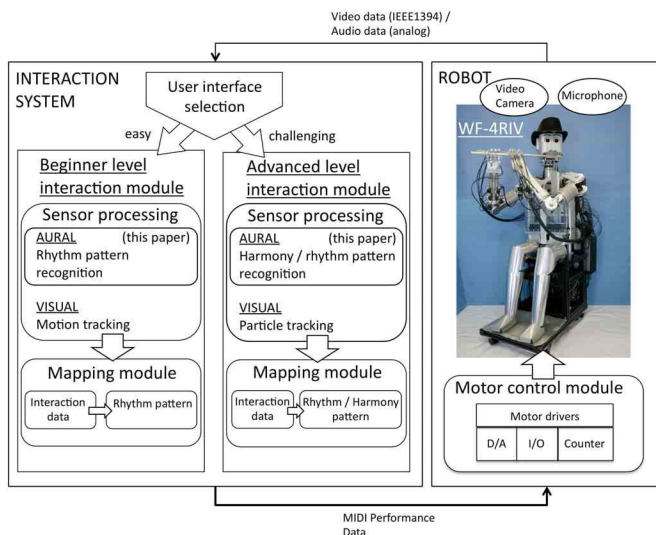 Video data (IEEE1394) /
Audio data (analog)
INTERACTION
SYSTEM
User interface
selection
easy
challenging
Beginner level
interaction module
Sensor processing
AURAL (this paper)
Rhythm pattern
recognition
VISUAL
Motion tracking
Mapping module
Interaction
data
Rhythm pattern
Advanced level
interaction module
Sensor processing
AURAL (this paper)
Harmony / rhythm pattern
recognition
VISUAL
Particle tracking
Mapping module
Interaction
data
Rhythm / Harmony
pattern
ROBOT
Video
Camera
Microphone
WF-4RIV
Motor control module
Motor drivers
D/A I/O Counter
MIDI Performance
Data